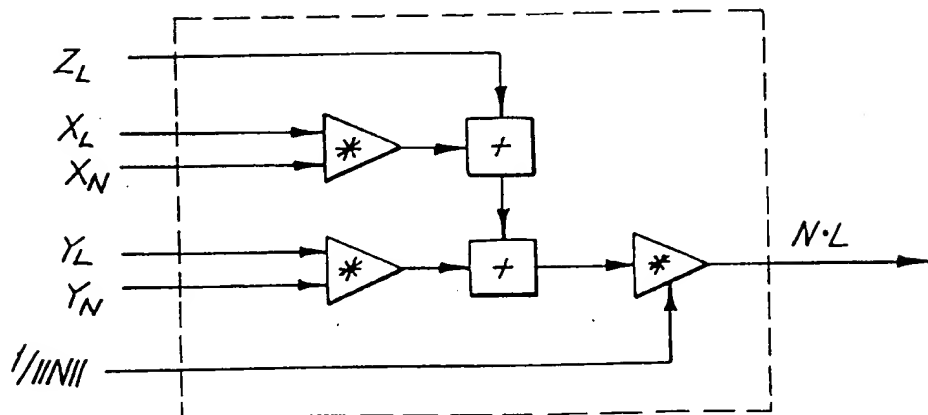 Z_L
X_L
*
+
X_N
Y_L
*
+
*
N·L
Y_N
1/||N||